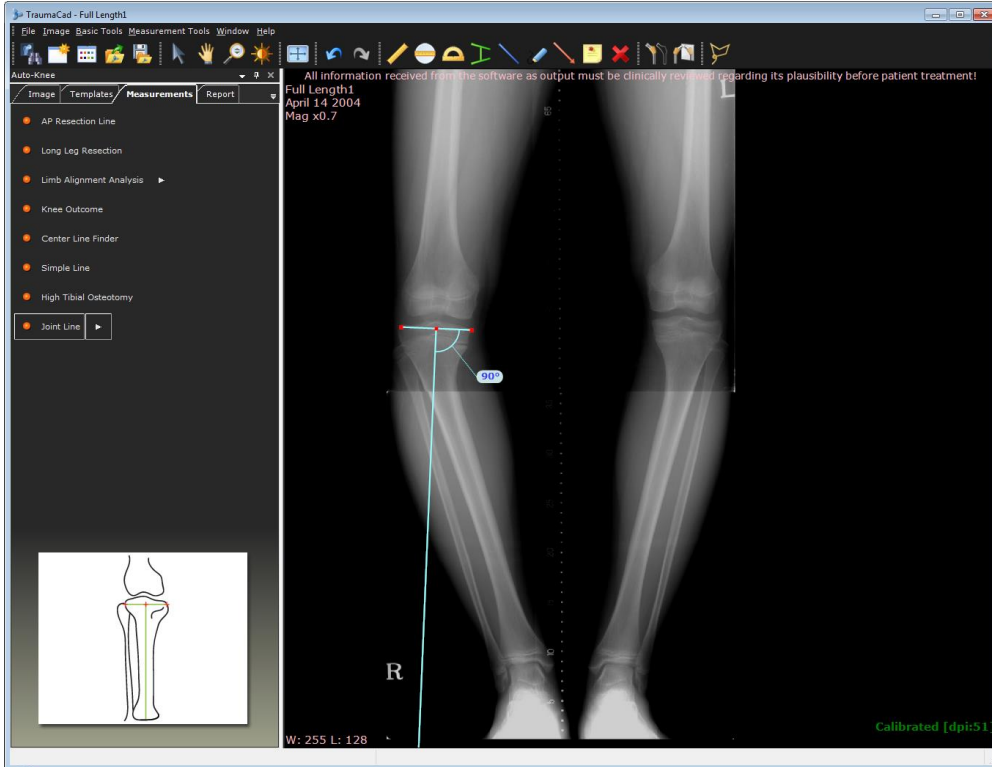 TraumaCad - Full Length1
File Image Basic Tools Measurement Tools Window Help
Auto-Knee
Image Templates Measurements Report
AP Resection Line
Long Leg Resection
Limb Alignment Analysis
Knee Outcome
Center Line Finder
Simple Line
High Tibial Osteotomy
Joint Line
All information received from the software as output must be clinically reviewed regarding its plausibility before patient treatment!
Full Length1
April 14 2004
Mag x0.7
L
90°
R
W: 255 L: 128
Calibrated [dpi:51]